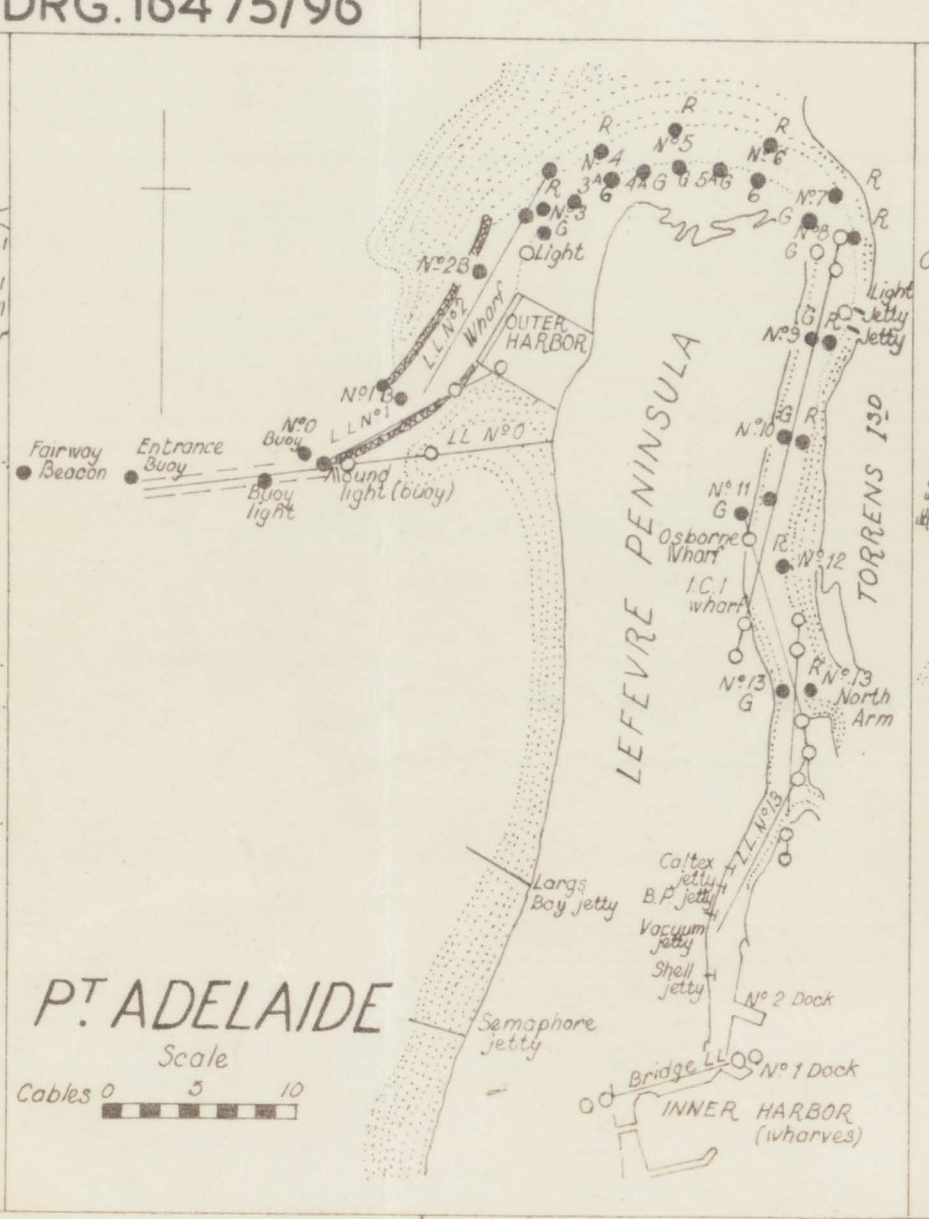 DRG. 164 75/96
R
R
Nº5
R
Nº4
R
Nº6
R
3A
G
4A
G
G
5A
G
6
Nº7
R
Nº3
G
G
Nº8
R
G
Light
Nº2B
L.L Nº2
Wharf
OUTER
HARBOR
Light
Jetty
Jetty
G
R
Nº9
Nº1B
L L Nº1
Nº0
Buoy
LL Nº0
Fairway
Beacon
Entrance
Buoy
Buoy
light
Mound
light (buoy)
G
R
Nº10
Nº11
G
Osborne
Wharf
R
Nº12
I.C.I
wharf
LEFEVRE PENINSULA
TORRENS ISD
Nº13
G
R
Nº13
North
Arm
L.L. Nº13
Caltex
jetty
B.P. jetty
Vacuum
jetty
Shell
jetty
Largs
Bay jetty
Semaphore
jetty
Nº 2 Dock
PT. ADELAIDE
Scale
Cables 0 5 10
Bridge LL
Nº 1 Dock
INNER HARBOR
(wharves)